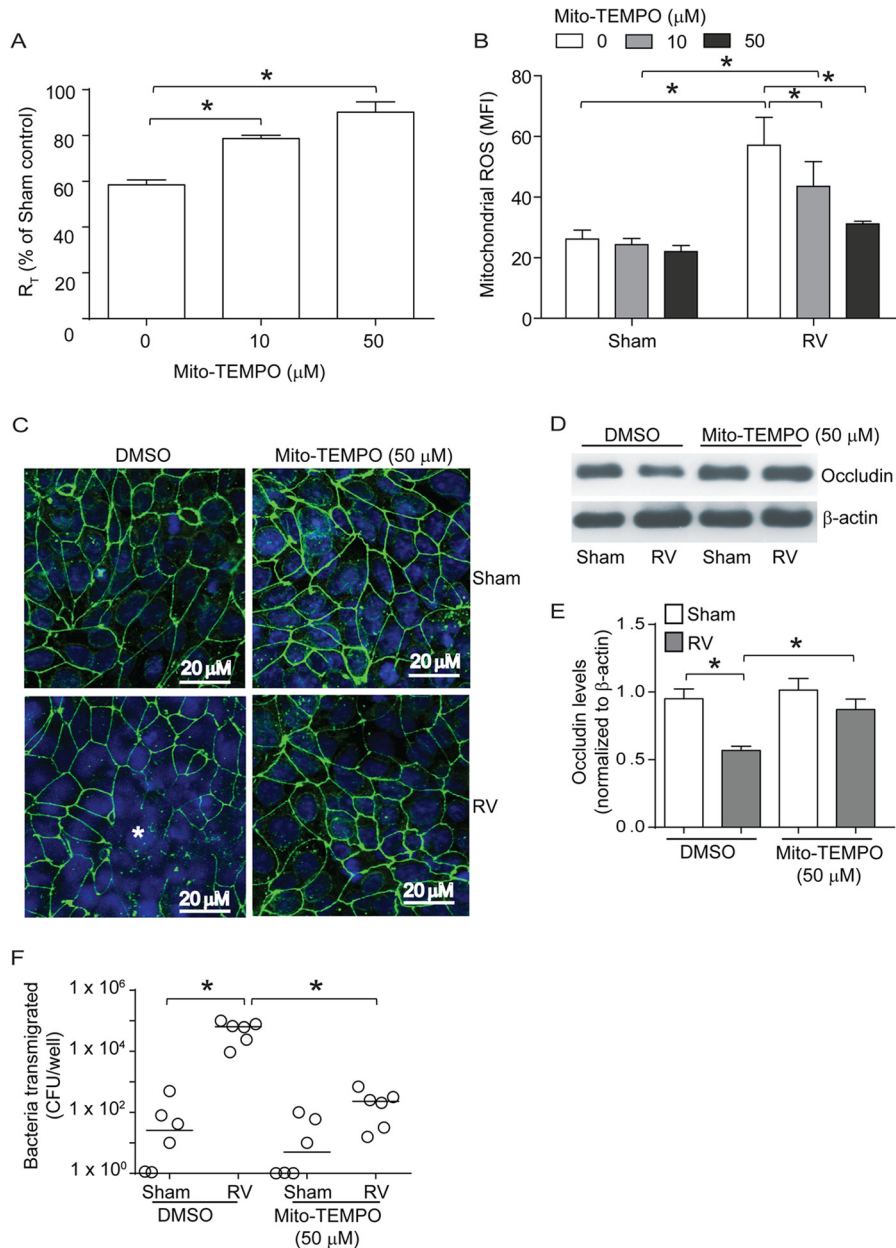 A
R_T (% of Sham control)
100
80
60
40
20
0
*
*
0 10 50
Mito-TEMPO (μM)
B
Mito-TEMPO (μM)
0 10 50
Mitochondrial ROS (MFI)
80
60
40
20
0
*
*
*
*
Sham RV
C
DMSO Mito-TEMPO (50 μM)
20 μM 20 μM
Sham
*
20 μM 20 μM
RV
D
DMSO Mito-TEMPO (50 μM)
Occludin
β-actin
Sham RV Sham RV
E
Sham
RV
Occludin levels
(normalized to β-actin)
1.5
1.0
0.5
0.0
*
*
DMSO Mito-TEMPO
(50 μM)
F
Bacteria transmigrated
(CFU/well)
1 x 10^6
1 x 10^4
1 x 10^2
1 x 10^0
*
*
Sham RV Sham RV
DMSO Mito-TEMPO
(50 μM)